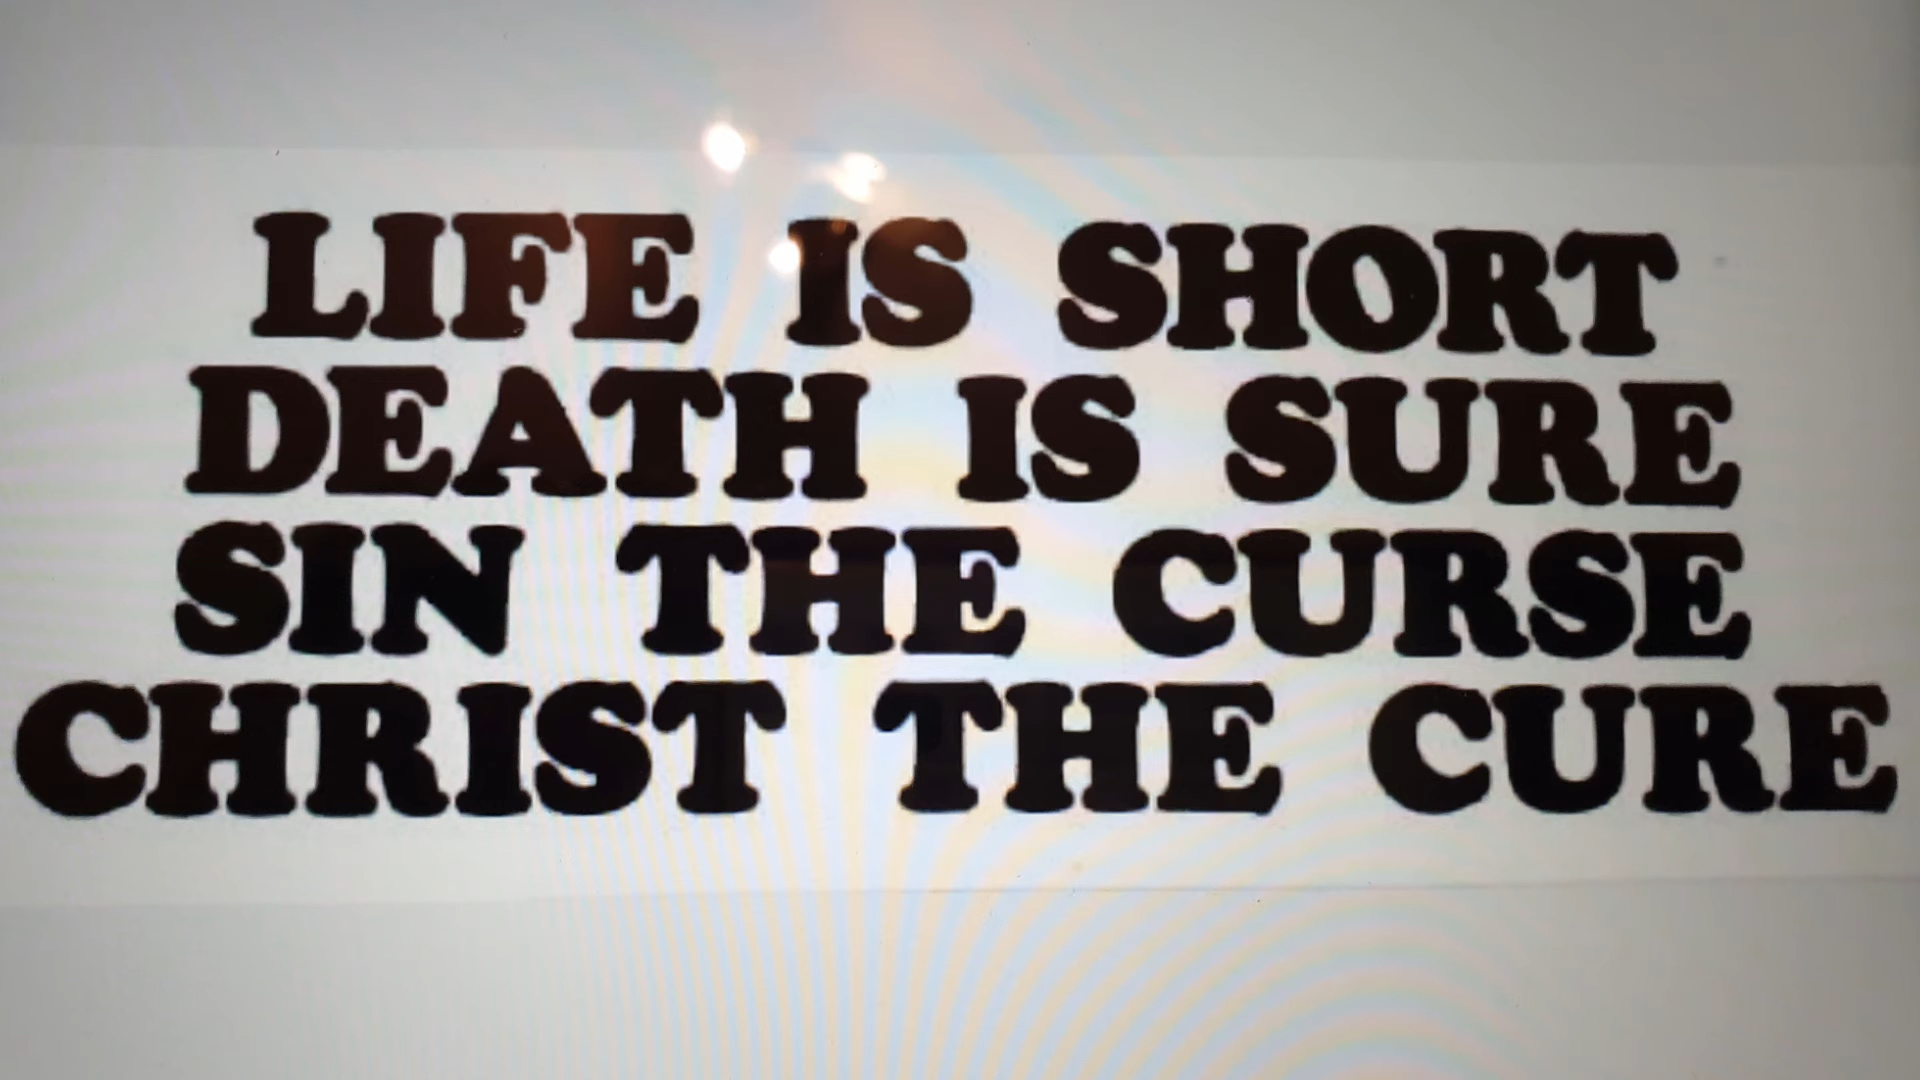 LIFE IS SHORT
DEATH IS SURE
SIN THE CURSE
CHRIST THE CURE